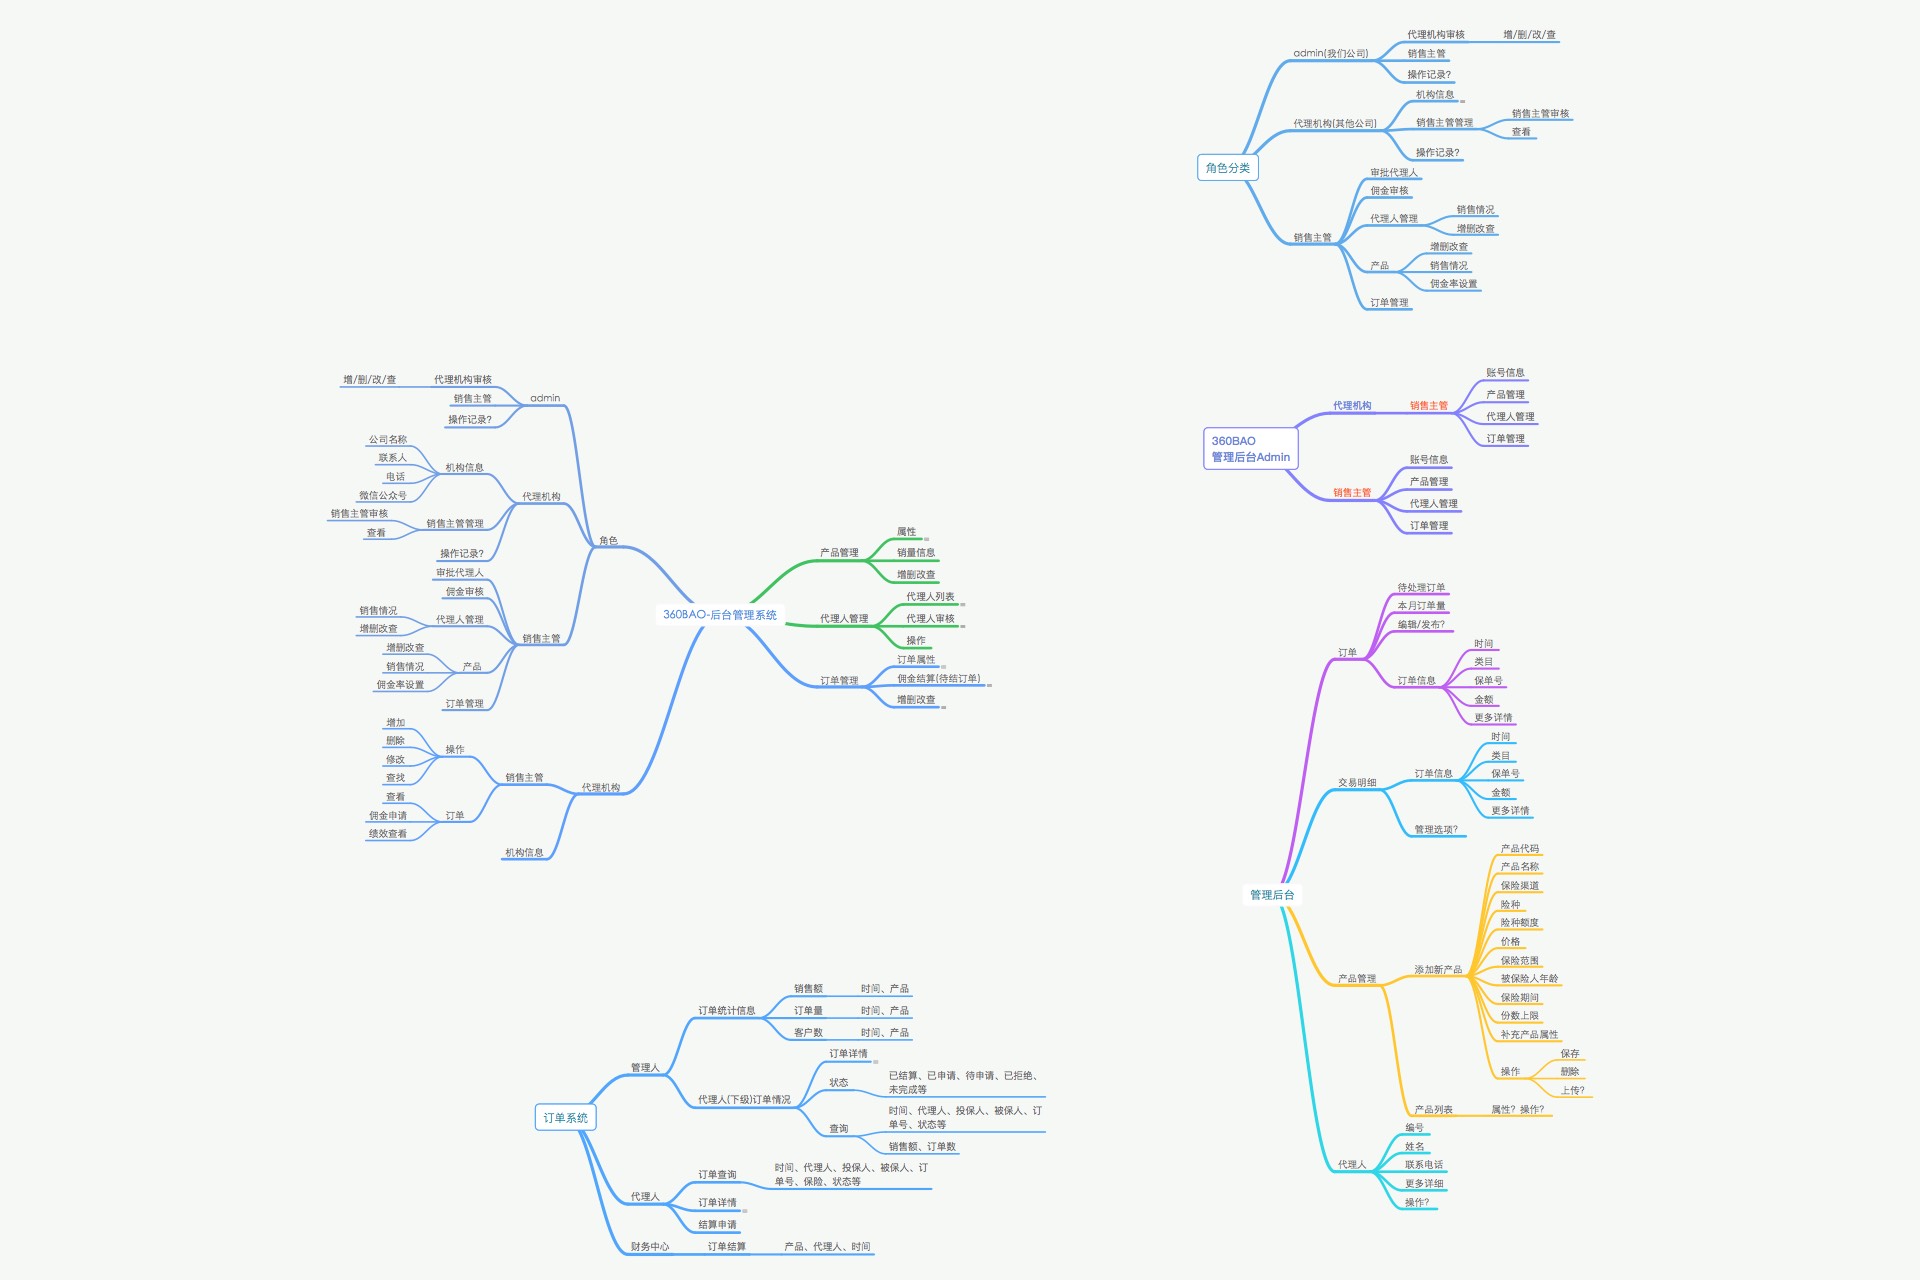 角色分类
admin(我们公司)
代理机构审核
增/删/改/查
销售主管
操作记录?
代理机构(其他公司)
机构信息
销售主管管理
销售主管审核
查看
操作记录?
销售主管
审批代理人
佣金审核
代理人管理
销售情况
增删改查
产品
增删改查
销售情况
佣金率设置
订单管理
360BAO
管理后台Admin
代理机构
销售主管
账号信息
产品管理
代理人管理
订单管理
销售主管
账号信息
产品管理
代理人管理
订单管理
360BAO-后台管理系统
角色
admin
代理机构审核
增/删/改/查
销售主管
操作记录?
代理机构
机构信息
公司名称
联系人
电话
微信公众号
销售主管管理
销售主管审核
查看
操作记录?
销售主管
审批代理人
佣金审核
代理人管理
销售情况
增删改查
产品
增删改查
销售情况
佣金率设置
订单管理
代理机构
销售主管
操作
增加
删除
修改
查找
订单
查看
佣金申请
绩效查看
机构信息
产品管理
属性
销量信息
增删改查
代理人管理
代理人列表
代理人审核
操作
订单管理
订单属性
佣金结算(待结订单)
增删改查
管理后台
订单
待处理订单
本月订单量
编辑/发布?
订单信息
时间
类目
保单号
金额
更多详情
交易明细
订单信息
时间
类目
保单号
金额
更多详情
管理选项?
产品管理
添加新产品
产品代码
产品名称
保险渠道
险种
险种额度
价格
保险范围
被保险人年龄
保险期间
份数上限
补充产品属性
操作
保存
删除
上传?
产品列表
属性? 操作?
代理人
编号
姓名
联系电话
更多详细
操作?
订单系统
管理人
订单统计信息
销售额
时间、产品
订单量
时间、产品
客户数
时间、产品
代理人(下级)订单情况
订单详情
状态
已结算、已申请、待申请、已拒绝、
未完成等
查询
时间、代理人、投保人、被保人、订
单号、状态等
销售额、订单数
代理人
订单查询
时间、代理人、投保人、被保人、订
单号、保险、状态等
订单详情
结算申请
财务中心
订单结算
产品、代理人、时间